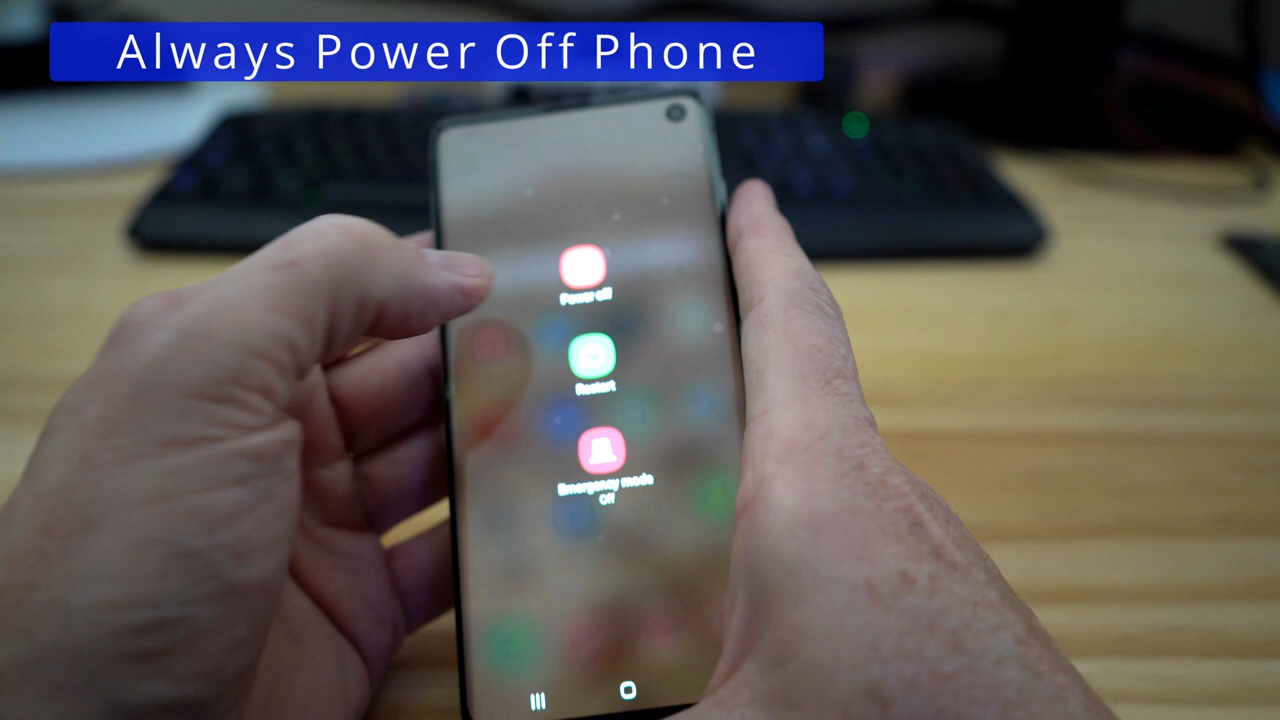 Always Power Off Phone
Power off
Restart
Emergency mode
Off